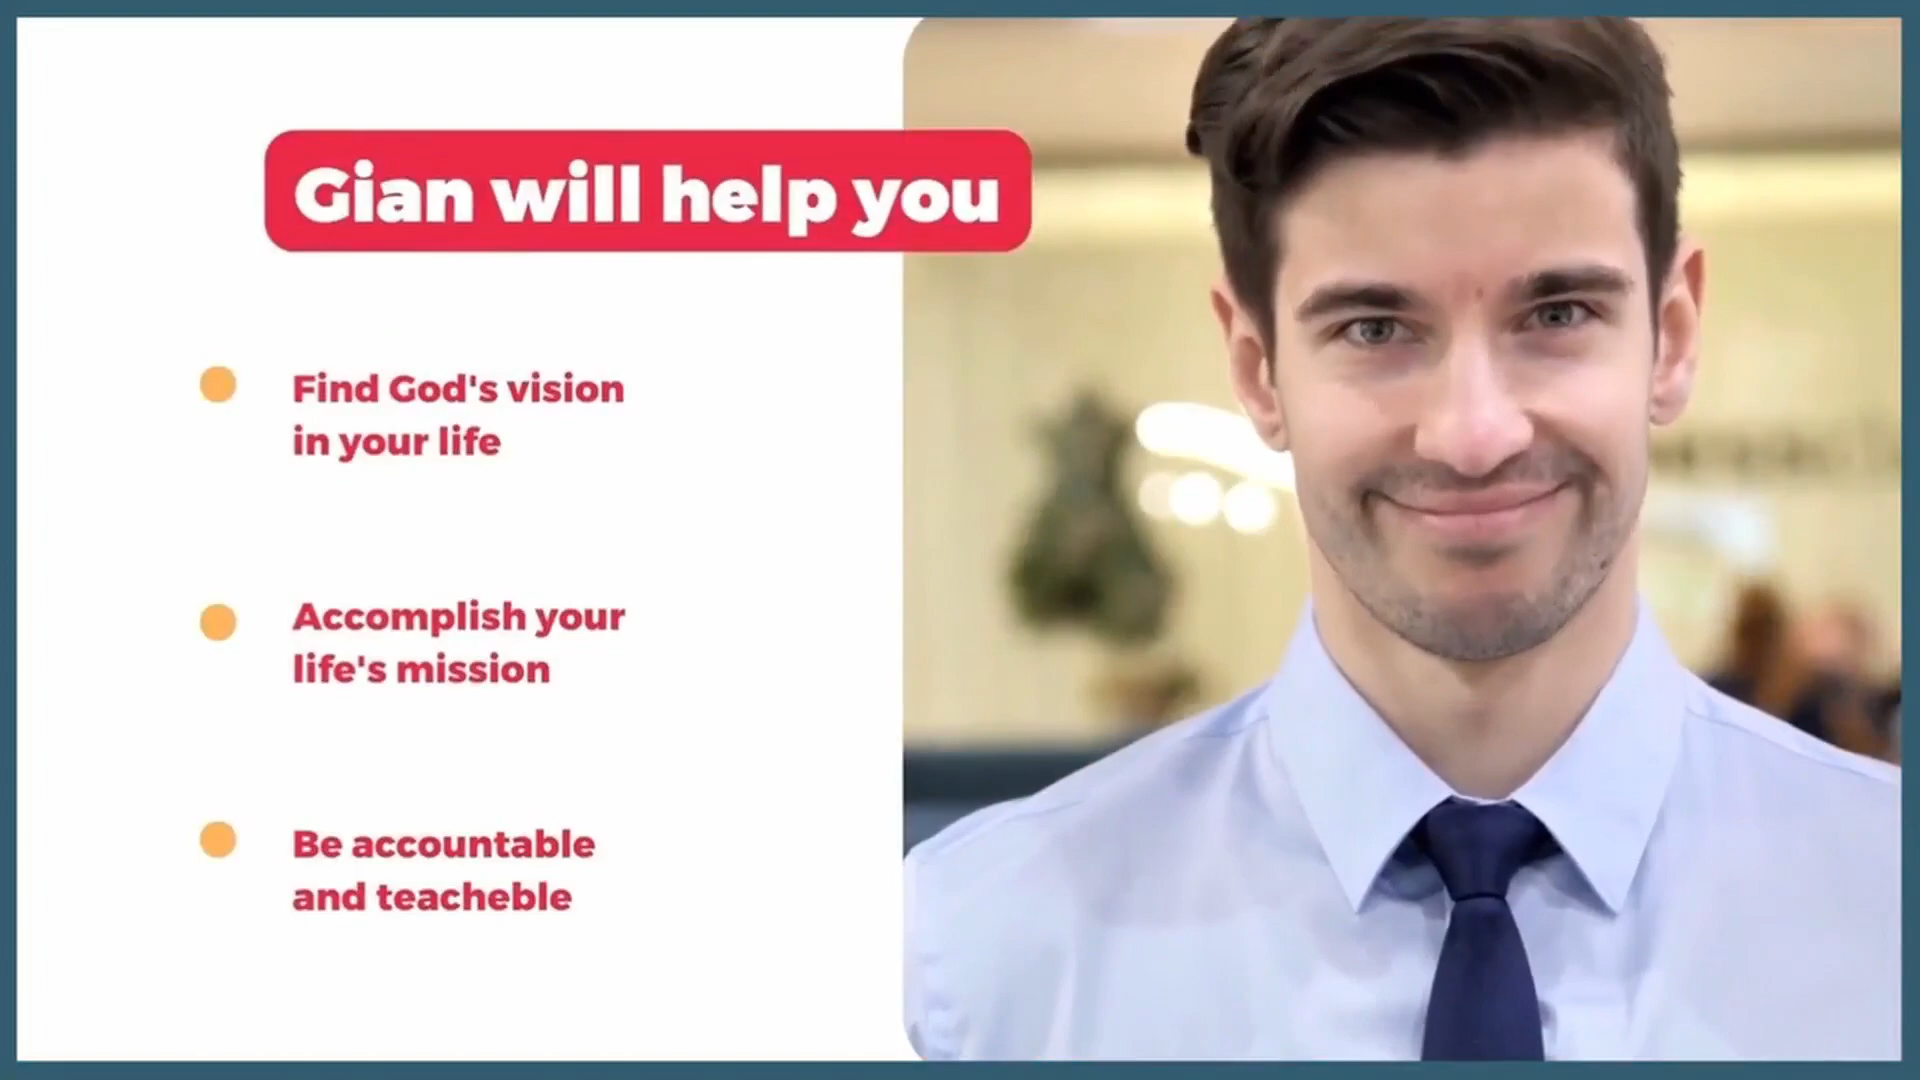 Gian will help you
Find God's vision
in your life
Accomplish your
life's mission
Be accountable
and teacheble